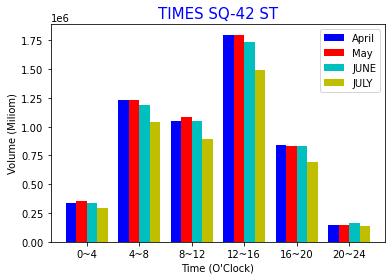 TIMES SQ-42 ST
1e6
April
May
JUNE
JULY
1.75
1.50
1.25
1.00
0.75
0.50
0.25
0.00
Volume (Miliom)
0~4 4~8 8~12 12~16 16~20 20~24
Time (O'Clock)